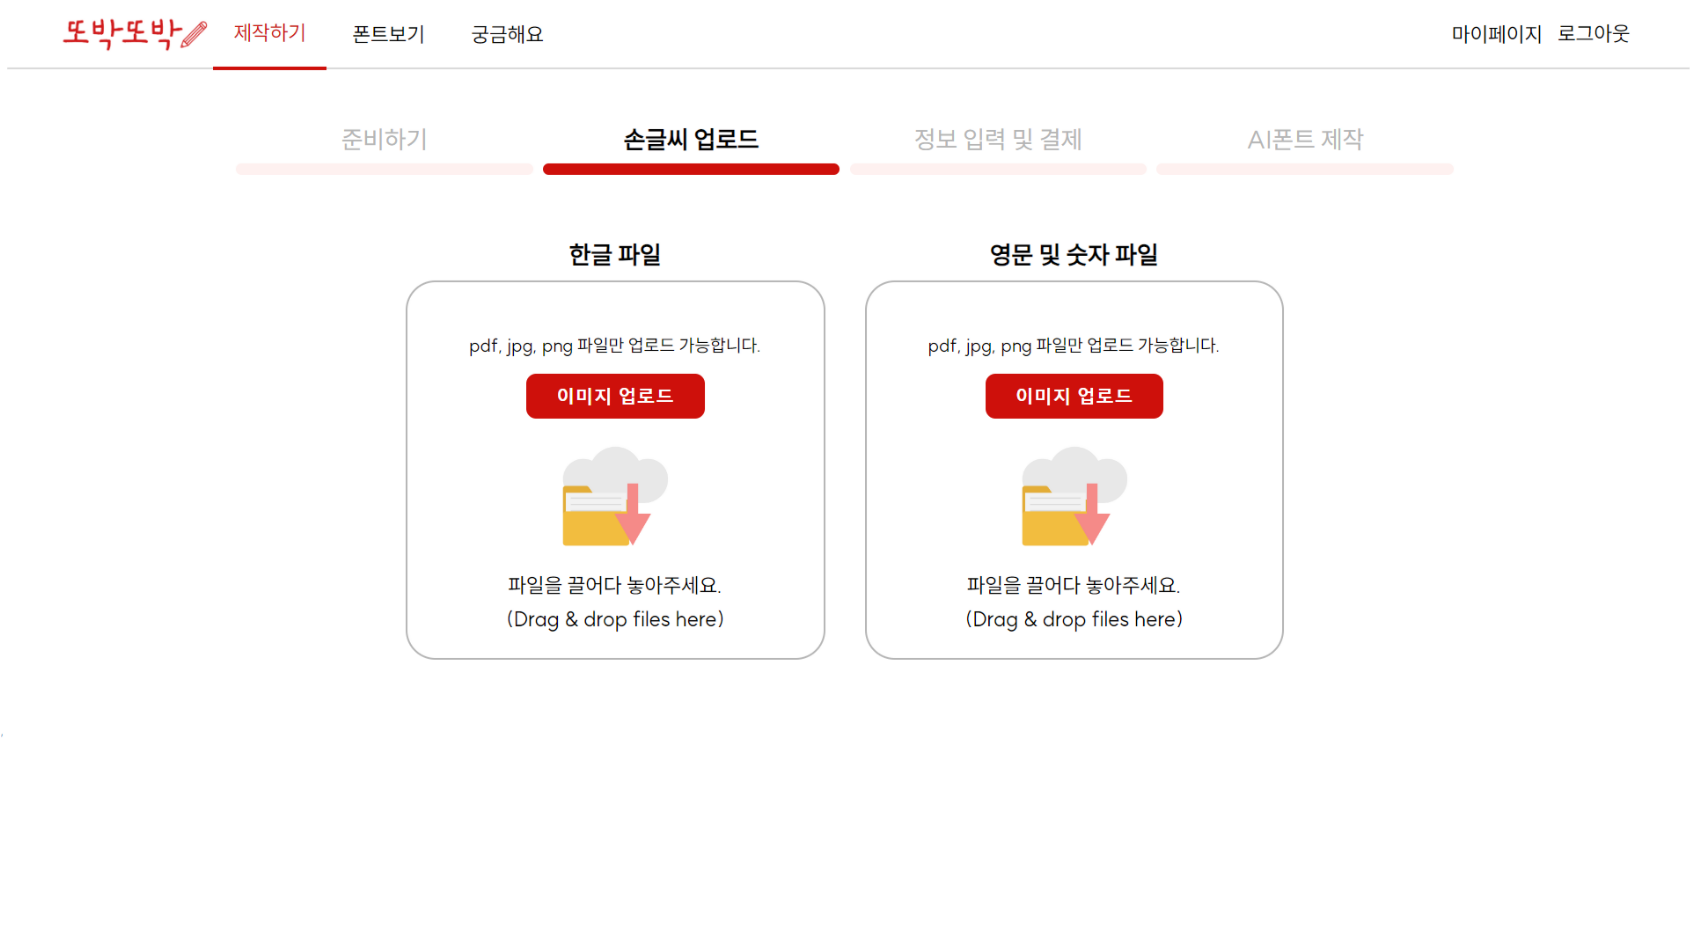 또박또박 제작하기 폰트보기 궁금해요 마이페이지 로그아웃
준비하기 손글씨 업로드 정보 입력 및 결제 AI폰트 제작
한글 파일 영문 및 숫자 파일
pdf, jpg, png 파일만 업로드 가능합니다. pdf, jpg, png 파일만 업로드 가능합니다.
이미지 업로드 이미지 업로드
파일을 끌어다 놓아주세요. 파일을 끌어다 놓아주세요.
(Drag & drop files here) (Drag & drop files here)